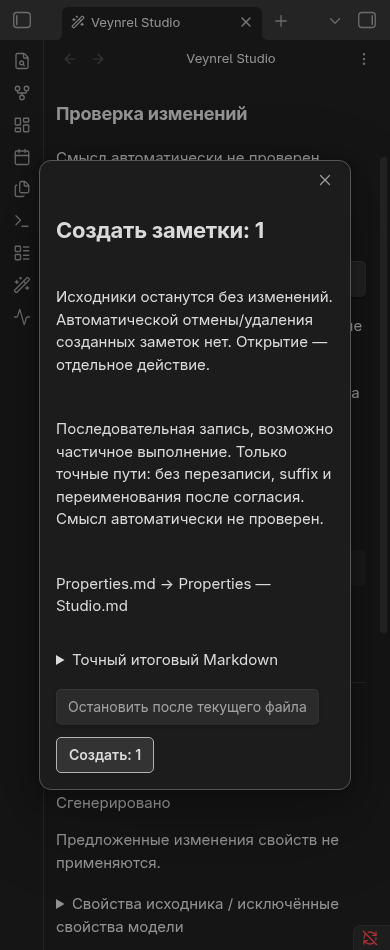 Veynrel Studio
Veynrel Studio
Проверка изменений
Смысл автоматически не проверен
Создать заметки: 1
Исходники останутся без изменений.
Автоматической отмены/удаления
созданных заметок нет. Открытие —
отдельное действие.
Последовательная запись, возможно
частичное выполнение. Только
точные пути: без перезаписи, suffix и
переименования после согласия.
Смысл автоматически не проверен.
Properties.md → Properties —
Studio.md
Точный итоговый Markdown
Остановить после текущего файла
Создать: 1
Сгенерировано
Предложенные изменения свойств не
применяются.
Свойства исходника / исключённые
свойства модели